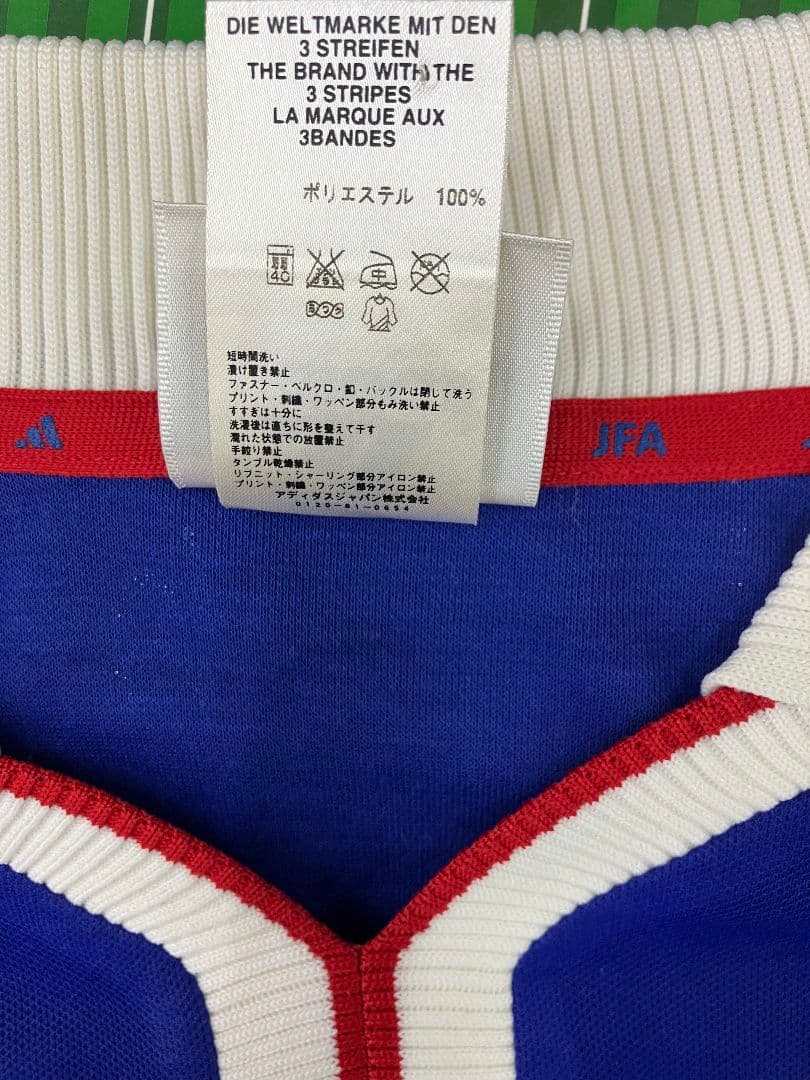 DIE WELTMARKE MIT DEN
3 STREIFEN
THE BRAND WITH THE
3 STRIPES
LA MARQUE AUX
3BANDES
ポリエステル 100%
40
中
短時間洗い
漬け置き禁止
ファスナー・ベルクロ・釦・バックルは閉して洗う
プリント・刺繍・ワッペン部分もみ洗い禁止
すすぎは十分に
洗濯後は直ちに形を整えて干す
濡れた状態での放置禁止
手絞り禁止
タンブル乾燥禁止
リブニット・シャーリング部分アイロン禁止
プリント・刺繍・ワッペン部分アイロン禁止
アディダスジャパン株式会社
0120-81-0654
JFA